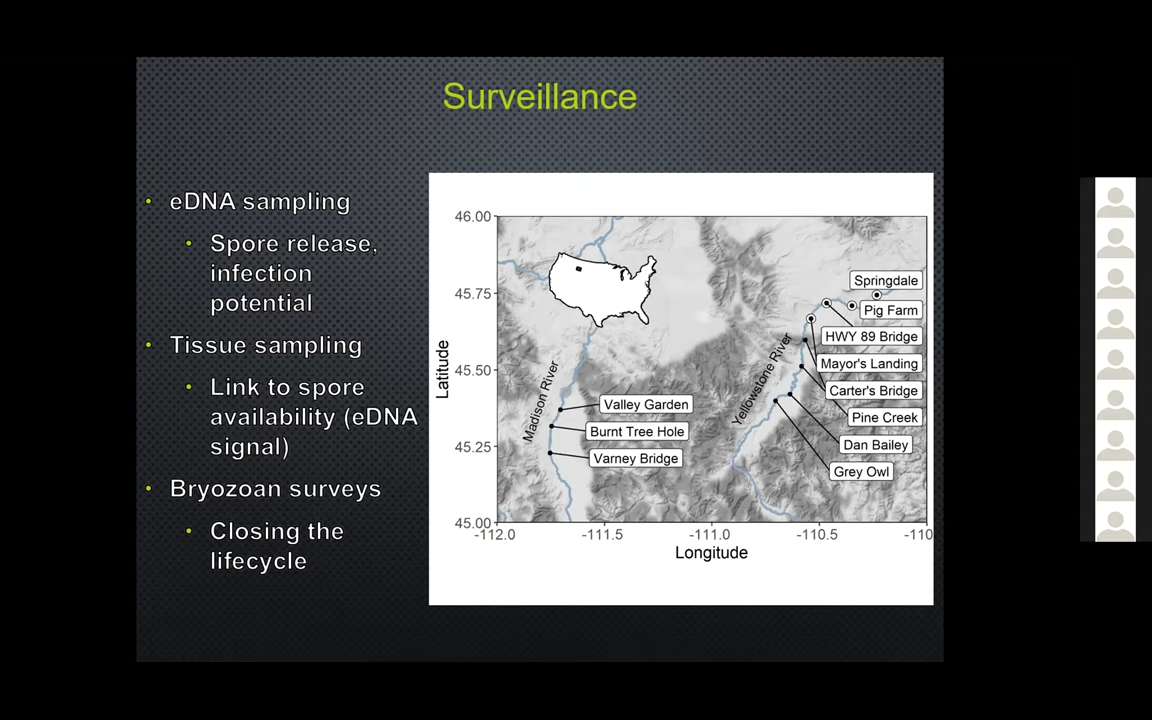 Surveillance
• eDNA sampling
• Spore release,
infection
potential
• Tissue sampling
• Link to spore
availability (eDNA
signal)
• Bryozoan surveys
• Closing the
lifecycle
46.00
45.75
45.50
45.25
45.00
Latitude
-112.0
-111.5
-111.0
-110.5
-110
Longitude
Madison River
Valley Garden
Burnt Tree Hole
Varney Bridge
Yellowstone River
Springdale
Pig Farm
HWY 89 Bridge
Mayor's Landing
Carter's Bridge
Pine Creek
Dan Bailey
Grey Owl